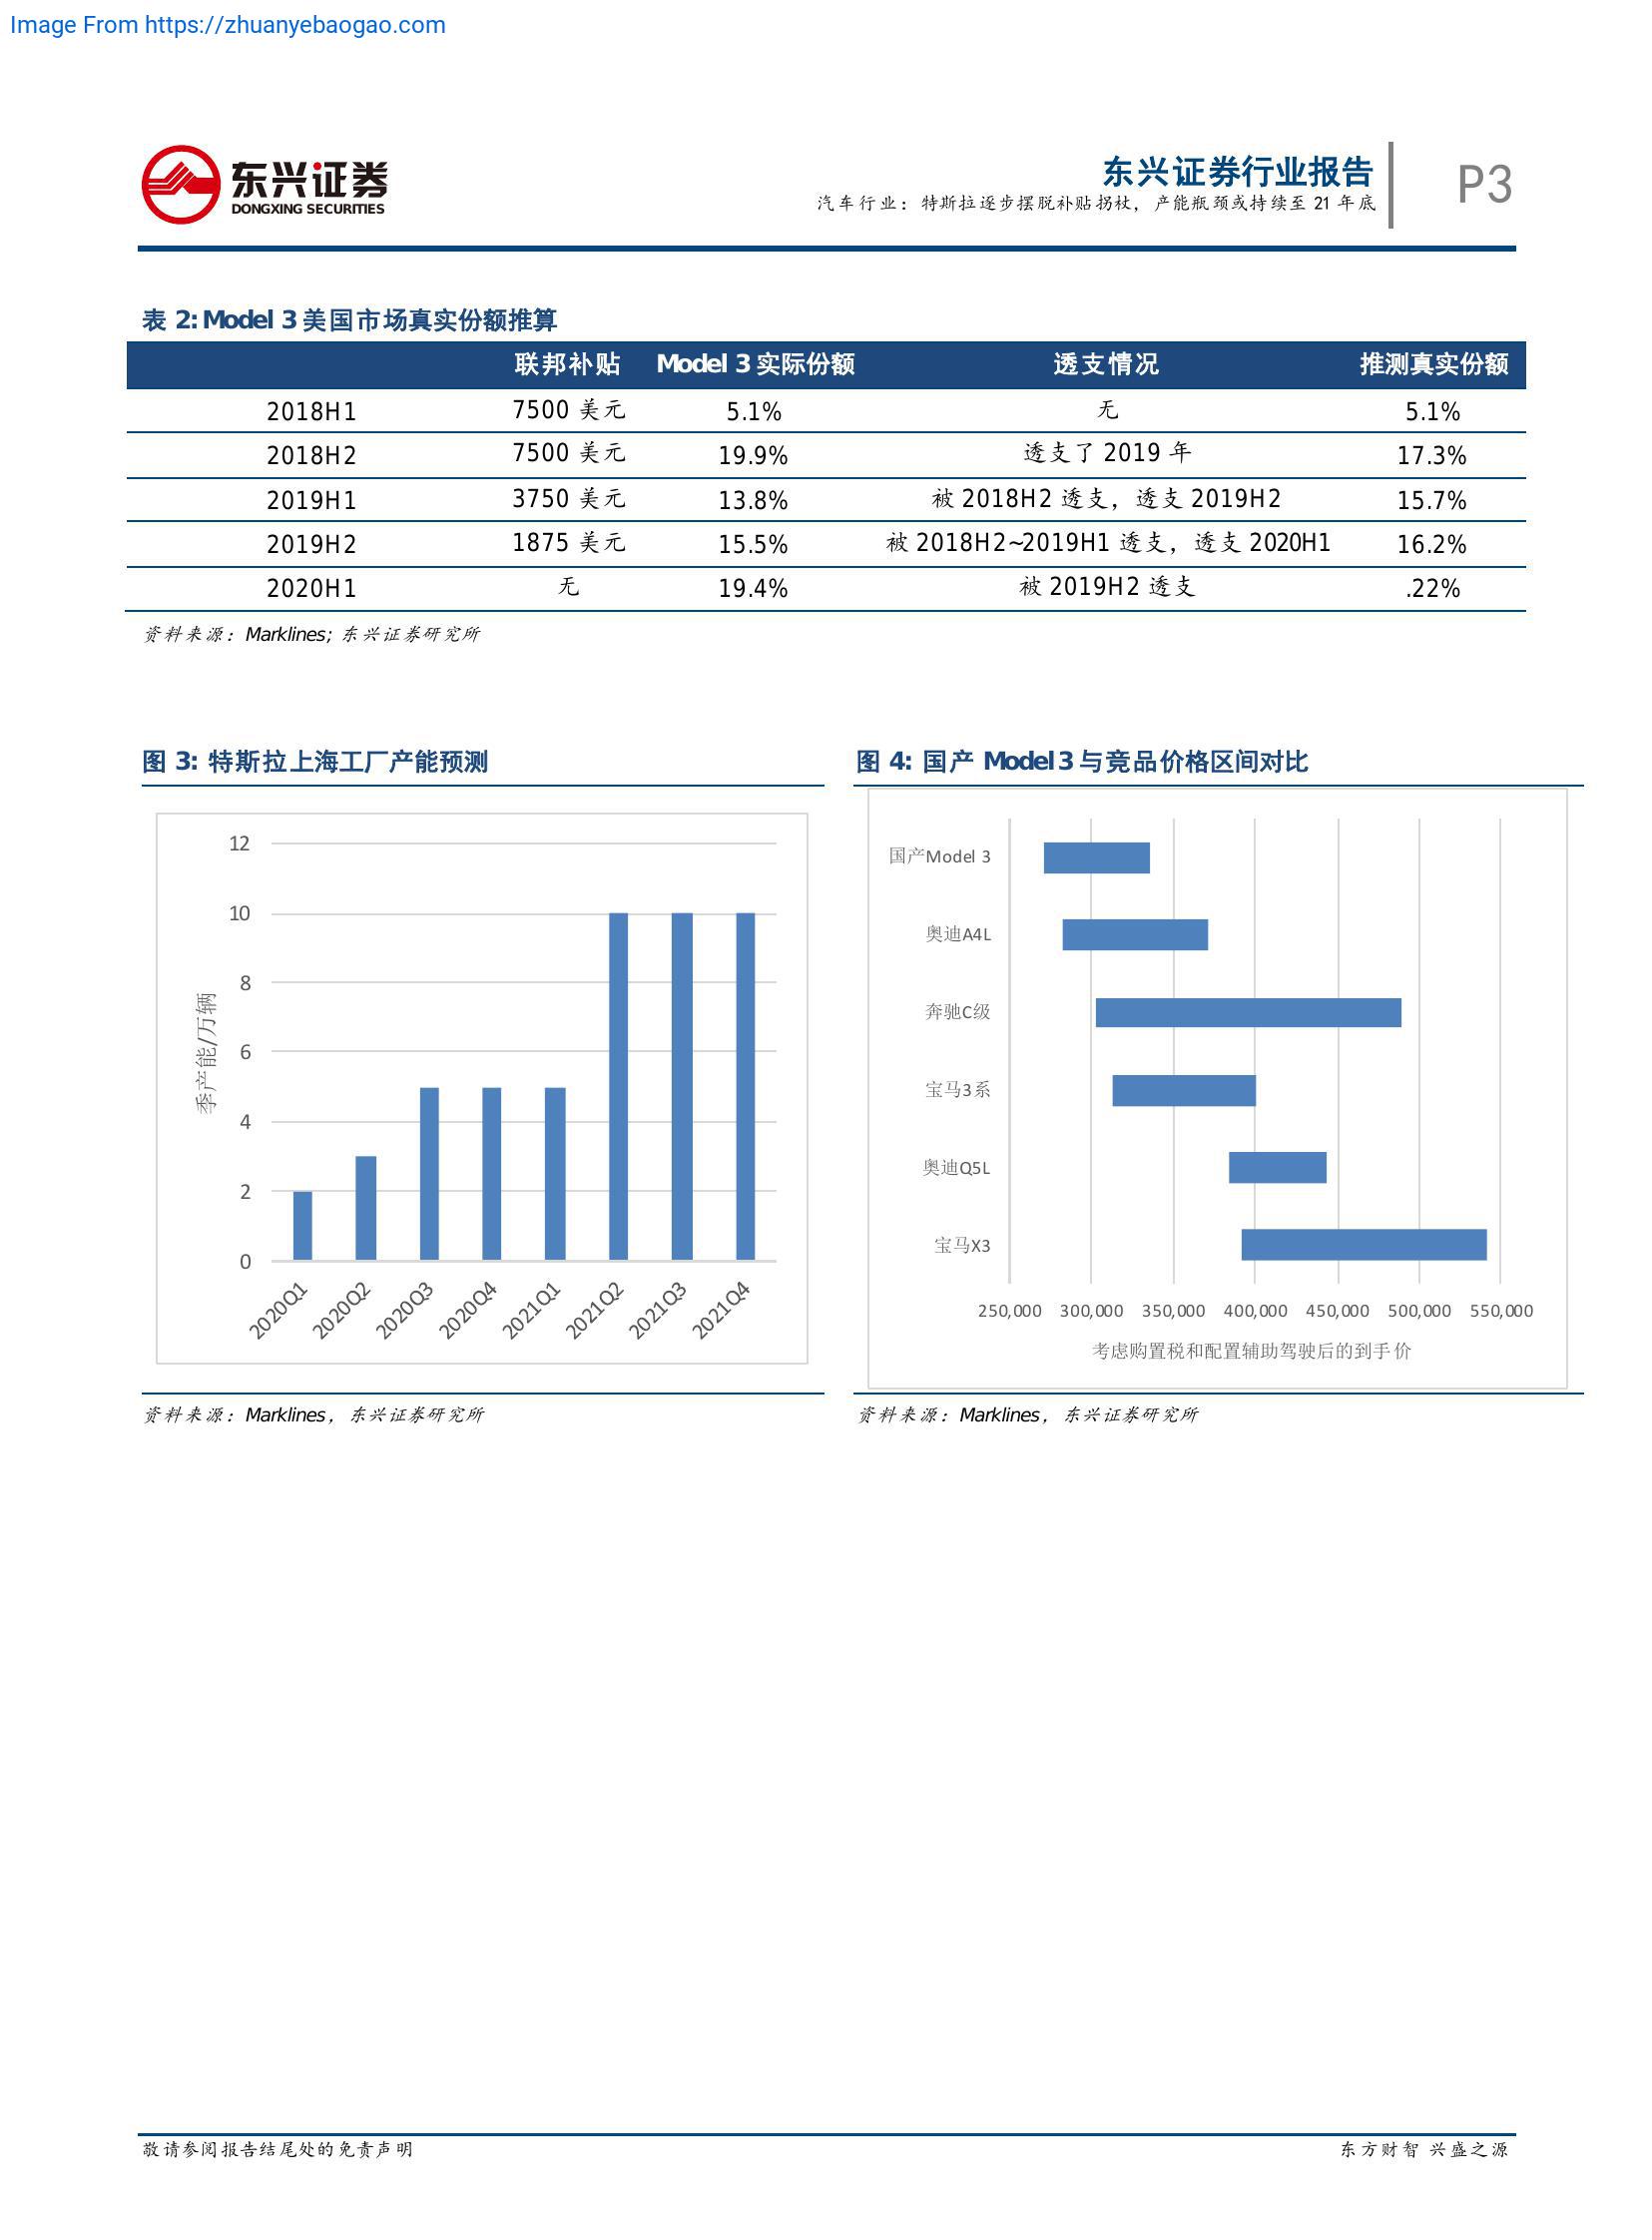 Image From https://zhuanyebaogao.com
东兴证券
DONGXING SECURITIES
东兴证券行业报告
汽车行业：特斯拉逐步摆脱补贴拐杖，产能瓶颈或持续至 21 年底
P3
表 2: Model 3 美国市场真实份额推算
联邦补贴 Model 3 实际份额 透支情况 推测真实份额
2018H1 7500 美元 5.1% 无 5.1%
2018H2 7500 美元 19.9% 透支了 2019 年 17.3%
2019H1 3750 美元 13.8% 被 2018H2 透支，透支 2019H2 15.7%
2019H2 1875 美元 15.5% 被 2018H2~2019H1 透支，透支 2020H1 16.2%
2020H1 无 19.4% 被 2019H2 透支 .22%
资料来源：Marklines; 东兴证券研究所
图 3: 特斯拉上海工厂产能预测
12
10
8
6
4
2
0
季产能/万辆
2020Q1 2020Q2 2020Q3 2020Q4 2021Q1 2021Q2 2021Q3 2021Q4
资料来源：Marklines，东兴证券研究所
图 4: 国产 Model 3 与竞品价格区间对比
国产Model 3
奥迪A4L
奔驰C级
宝马3系
奥迪Q5L
宝马X3
250,000 300,000 350,000 400,000 450,000 500,000 550,000
考虑购置税和配置辅助驾驶后的到手价
资料来源：Marklines，东兴证券研究所
敬请参阅报告结尾处的免责声明
东方财智 兴盛之源